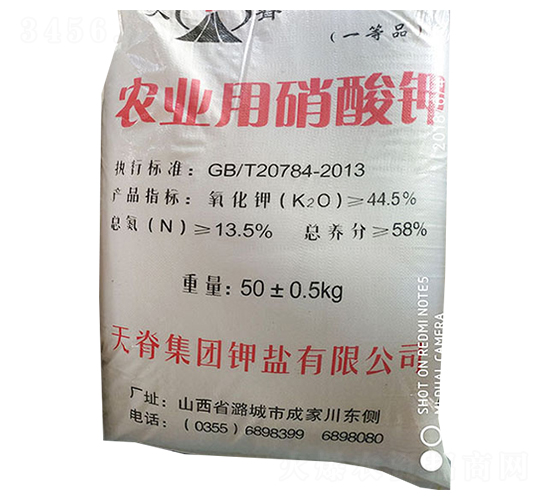 天脊
(一等品)
农业用硝酸钾
执行标准：GB/T20784-2013
产品指标：氧化钾(K₂O)≥44.5%
总氮(N)≥13.5% 总养分≥58%
重量：50±0.5kg
天脊集团钾盐有限公司
厂址：山西省潞城市成家川东侧
电话：(0355) 6898399 6898080
SHOT ON REDMI NOTE5
MI DUAL CAMERA